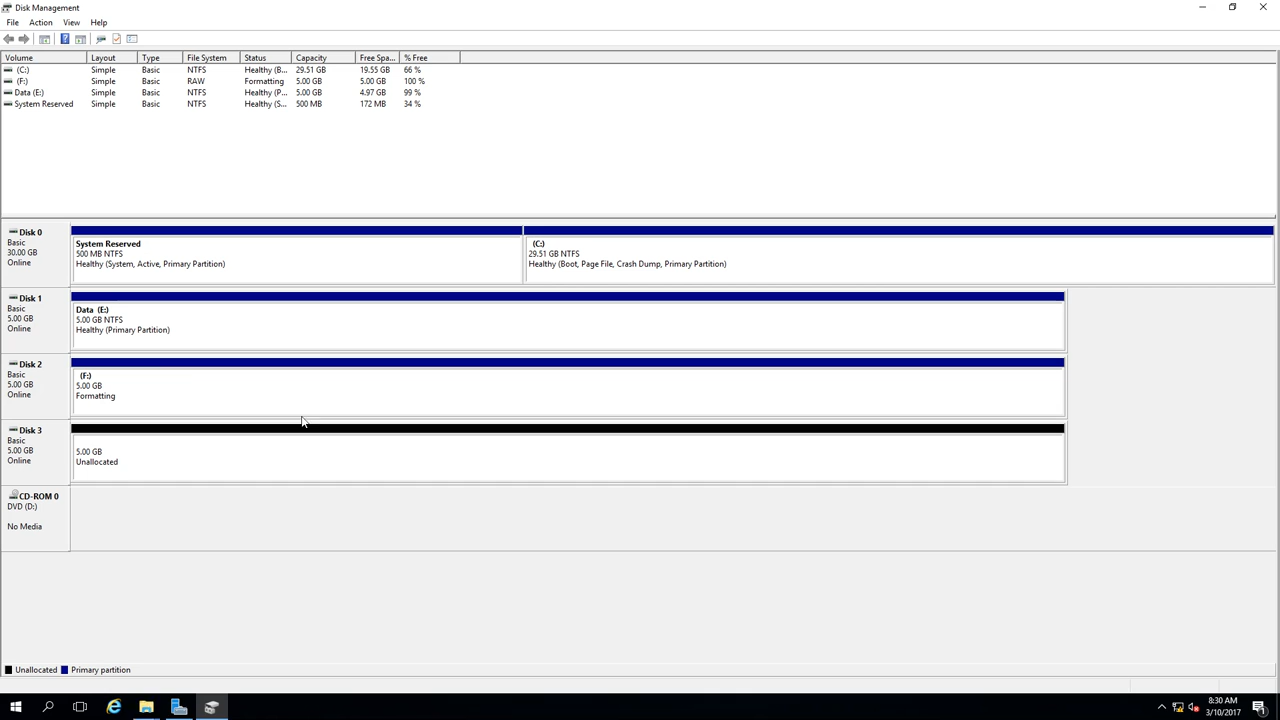 Disk Management
File Action View Help
Volume Layout Type File System Status Capacity Free Spa... % Free
(C:) Simple Basic NTFS Healthy (B... 29.51 GB 19.55 GB 66 %
(F:) Simple Basic RAW Formatting 5.00 GB 5.00 GB 100 %
Data (E:) Simple Basic NTFS Healthy (P... 5.00 GB 4.97 GB 99 %
System Reserved Simple Basic NTFS Healthy (S... 500 MB 172 MB 34 %
Disk 0
Basic
30.00 GB
Online
System Reserved
500 MB NTFS
Healthy (System, Active, Primary Partition)
(C:)
29.51 GB NTFS
Healthy (Boot, Page File, Crash Dump, Primary Partition)
Disk 1
Basic
5.00 GB
Online
Data (E:)
5.00 GB NTFS
Healthy (Primary Partition)
Disk 2
Basic
5.00 GB
Online
(F:)
5.00 GB
Formatting
Disk 3
Basic
5.00 GB
Online
5.00 GB
Unallocated
CD-ROM 0
DVD (D:)
No Media
Unallocated Primary partition
8:30 AM
3/10/2017
1